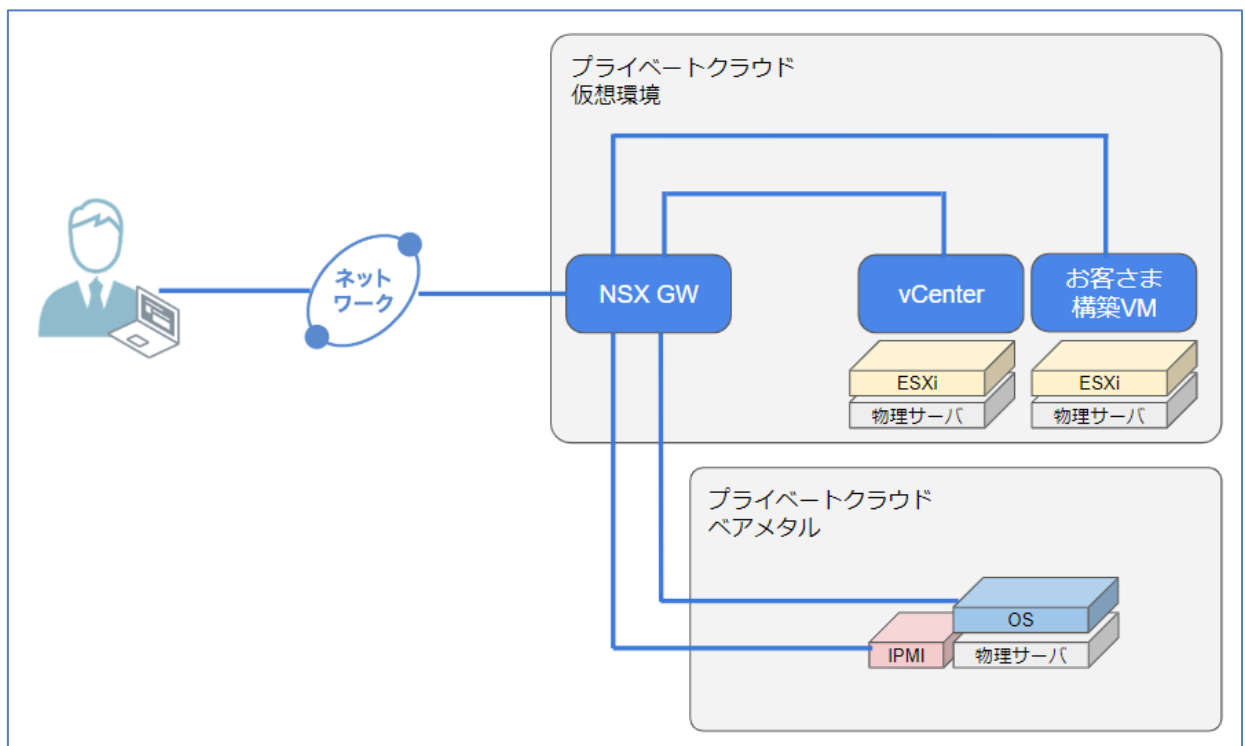 プライベートクラウド
仮想環境
ネット
ワーク
NSX GW
vCenter
お客さま
構築VM
ESXi
物理サーバ
ESXi
物理サーバ
プライベートクラウド
ベアメタル
OS
IPMI
物理サーバ